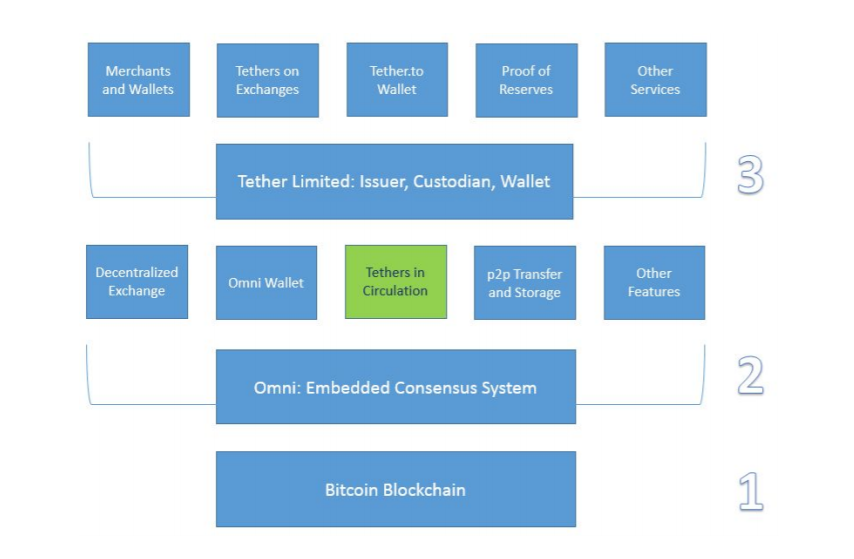 Merchants
and Wallets
Tethers on
Exchanges
Tether.to
Wallet
Proof of
Reserves
Other
Services
Tether Limited: Issuer, Custodian, Wallet
3
Decentralized
Exchange
Omni Wallet
Tethers in
Circulation
p2p Transfer
and Storage
Other
Features
Omni: Embedded Consensus System
2
Bitcoin Blockchain
1